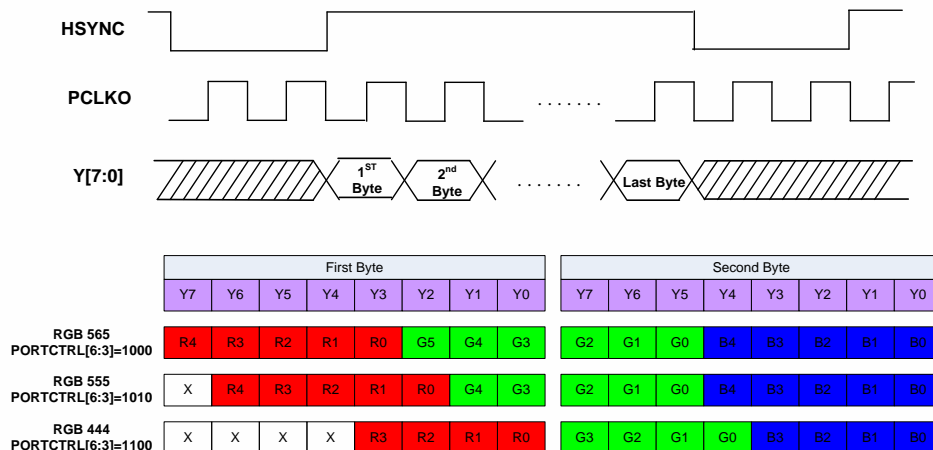 HSYNC
PCLKO
. . . . . . .
Y[7:0]
1ST Byte
2nd Byte
. . . . . . .
Last Byte
First Byte
Second Byte
Y7 Y6 Y5 Y4 Y3 Y2 Y1 Y0
Y7 Y6 Y5 Y4 Y3 Y2 Y1 Y0
RGB 565
PORTCTRL[6:3]=1000
R4 R3 R2 R1 R0 G5 G4 G3
G2 G1 G0 B4 B3 B2 B1 B0
RGB 555
PORTCTRL[6:3]=1010
X R4 R3 R2 R1 R0 G4 G3
G2 G1 G0 B4 B3 B2 B1 B0
RGB 444
PORTCTRL[6:3]=1100
X X X X R3 R2 R1 R0
G3 G2 G1 G0 B3 B2 B1 B0